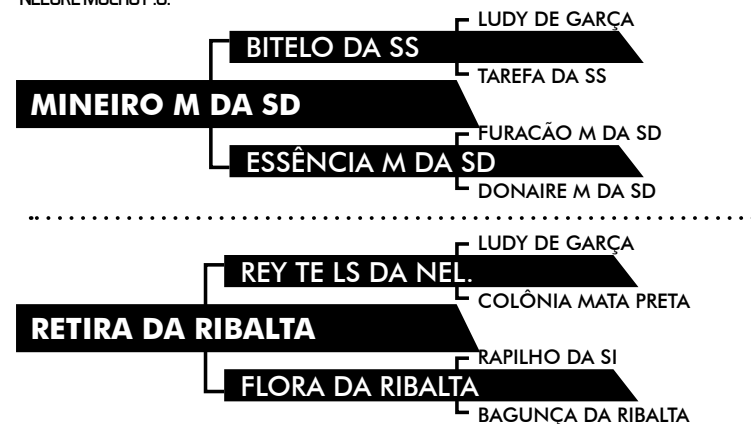 LUDY DE GARÇA
BITELO DA SS
TAREFA DA SS
MINEIRO M DA SD
FURACÃO M DA SD
ESSÊNCIA M DA SD
DONAIRE M DA SD
LUDY DE GARÇA
REY TE LS DA NEL.
COLÔNIA MATA PRETA
RETIRA DA RIBALTA
RAPILHO DA SI
FLORA DA RIBALTA
BAGUNÇA DA RIBALTA